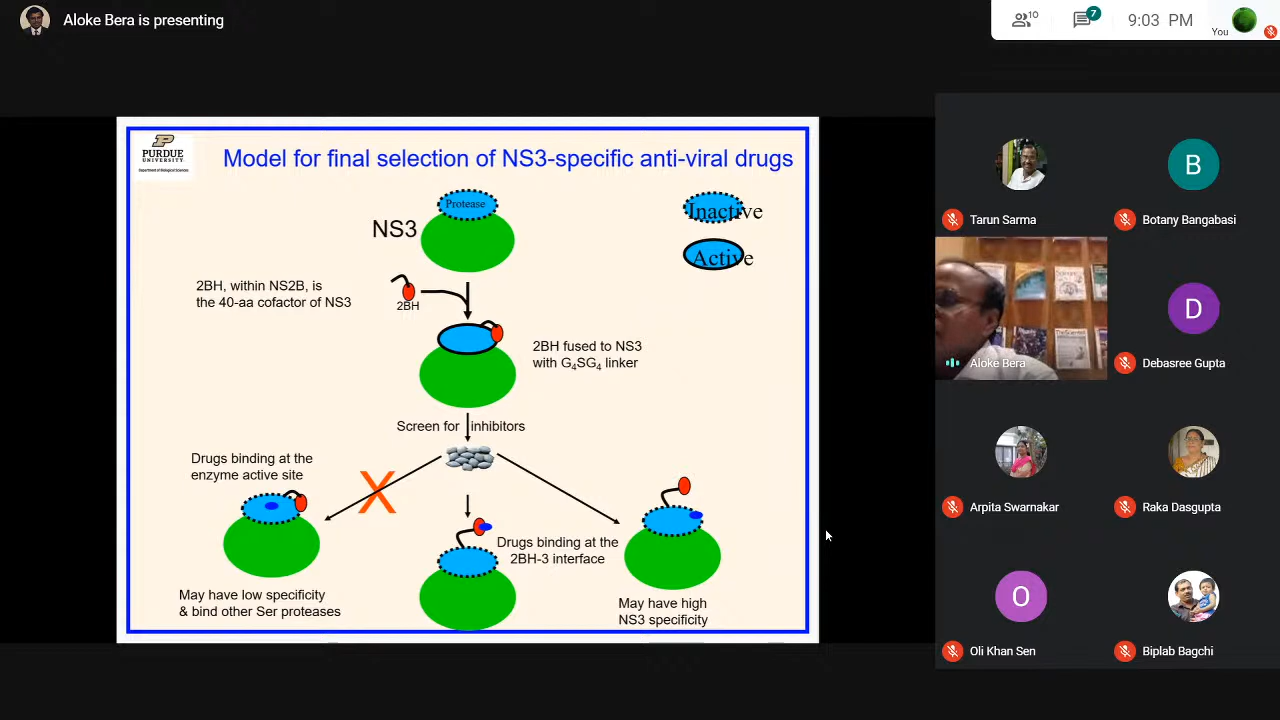 Aloke Bera is presenting
10
7
9:03 PM
You
PURDUE
UNIVERSITY
Department of Biological Sciences
Model for final selection of NS3-specific anti-viral drugs
Protease
NS3
Inactive
Active
2BH, within NS2B, is
the 40-aa cofactor of NS3
2BH
2BH fused to NS3
with G4SG4 linker
Screen for inhibitors
Drugs binding at the
enzyme active site
X
Drugs binding at the
2BH-3 interface
May have low specificity
& bind other Ser proteases
May have high
NS3 specificity
Tarun Sarma
B
Botany Bangabasi
Aloke Bera
D
Debasree Gupta
Arpita Swarnakar
Raka Dasgupta
O
Oli Khan Sen
Biplab Bagchi